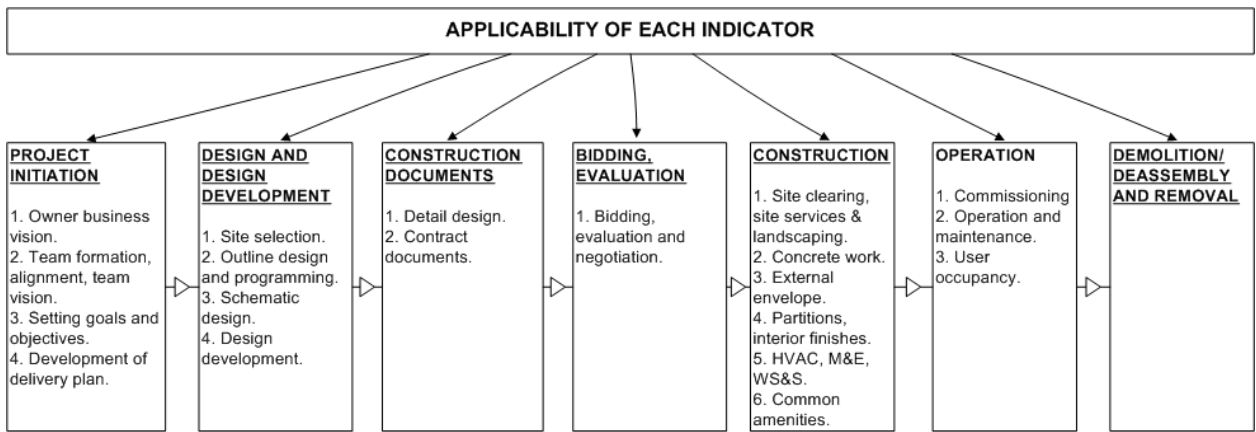 APPLICABILITY OF EACH INDICATOR
PROJECT
INITIATION
1. Owner business
vision.
2. Team formation,
alignment, team
vision.
3. Setting goals and
objectives.
4. Development of
delivery plan.
DESIGN AND
DESIGN
DEVELOPMENT
1. Site selection.
2. Outline design
and programming.
3. Schematic
design.
4. Design
development.
CONSTRUCTION
DOCUMENTS
1. Detail design.
2. Contract
documents.
BIDDING,
EVALUATION
1. Bidding,
evaluation and
negotiation.
CONSTRUCTION
1. Site clearing,
site services &
landscaping.
2. Concrete work.
3. External
envelope.
4. Partitions,
interior finishes.
5. HVAC, M&E,
WS&S.
6. Common
amenities.
OPERATION
1. Commissioning
2. Operation and
maintenance.
3. User
occupancy.
DEMOLITION/
DEASSEMBLY
AND REMOVAL